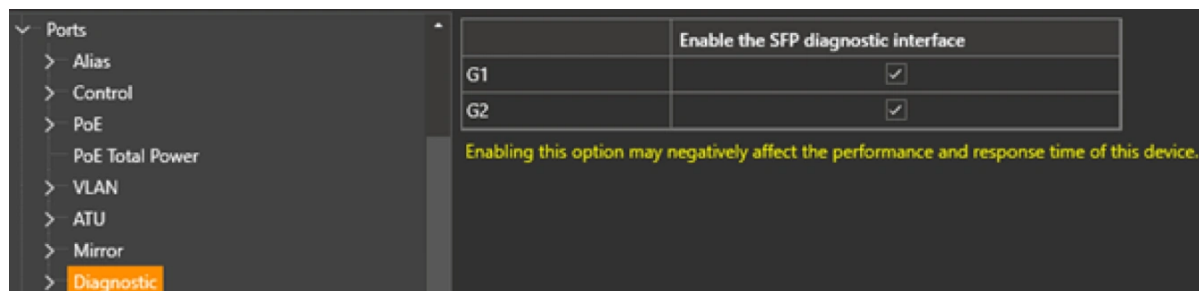 Ports
Alias
Control
PoE
PoE Total Power
VLAN
ATU
Mirror
Diagnostic
Enable the SFP diagnostic interface
G1
G2
Enabling this option may negatively affect the performance and response time of this device.